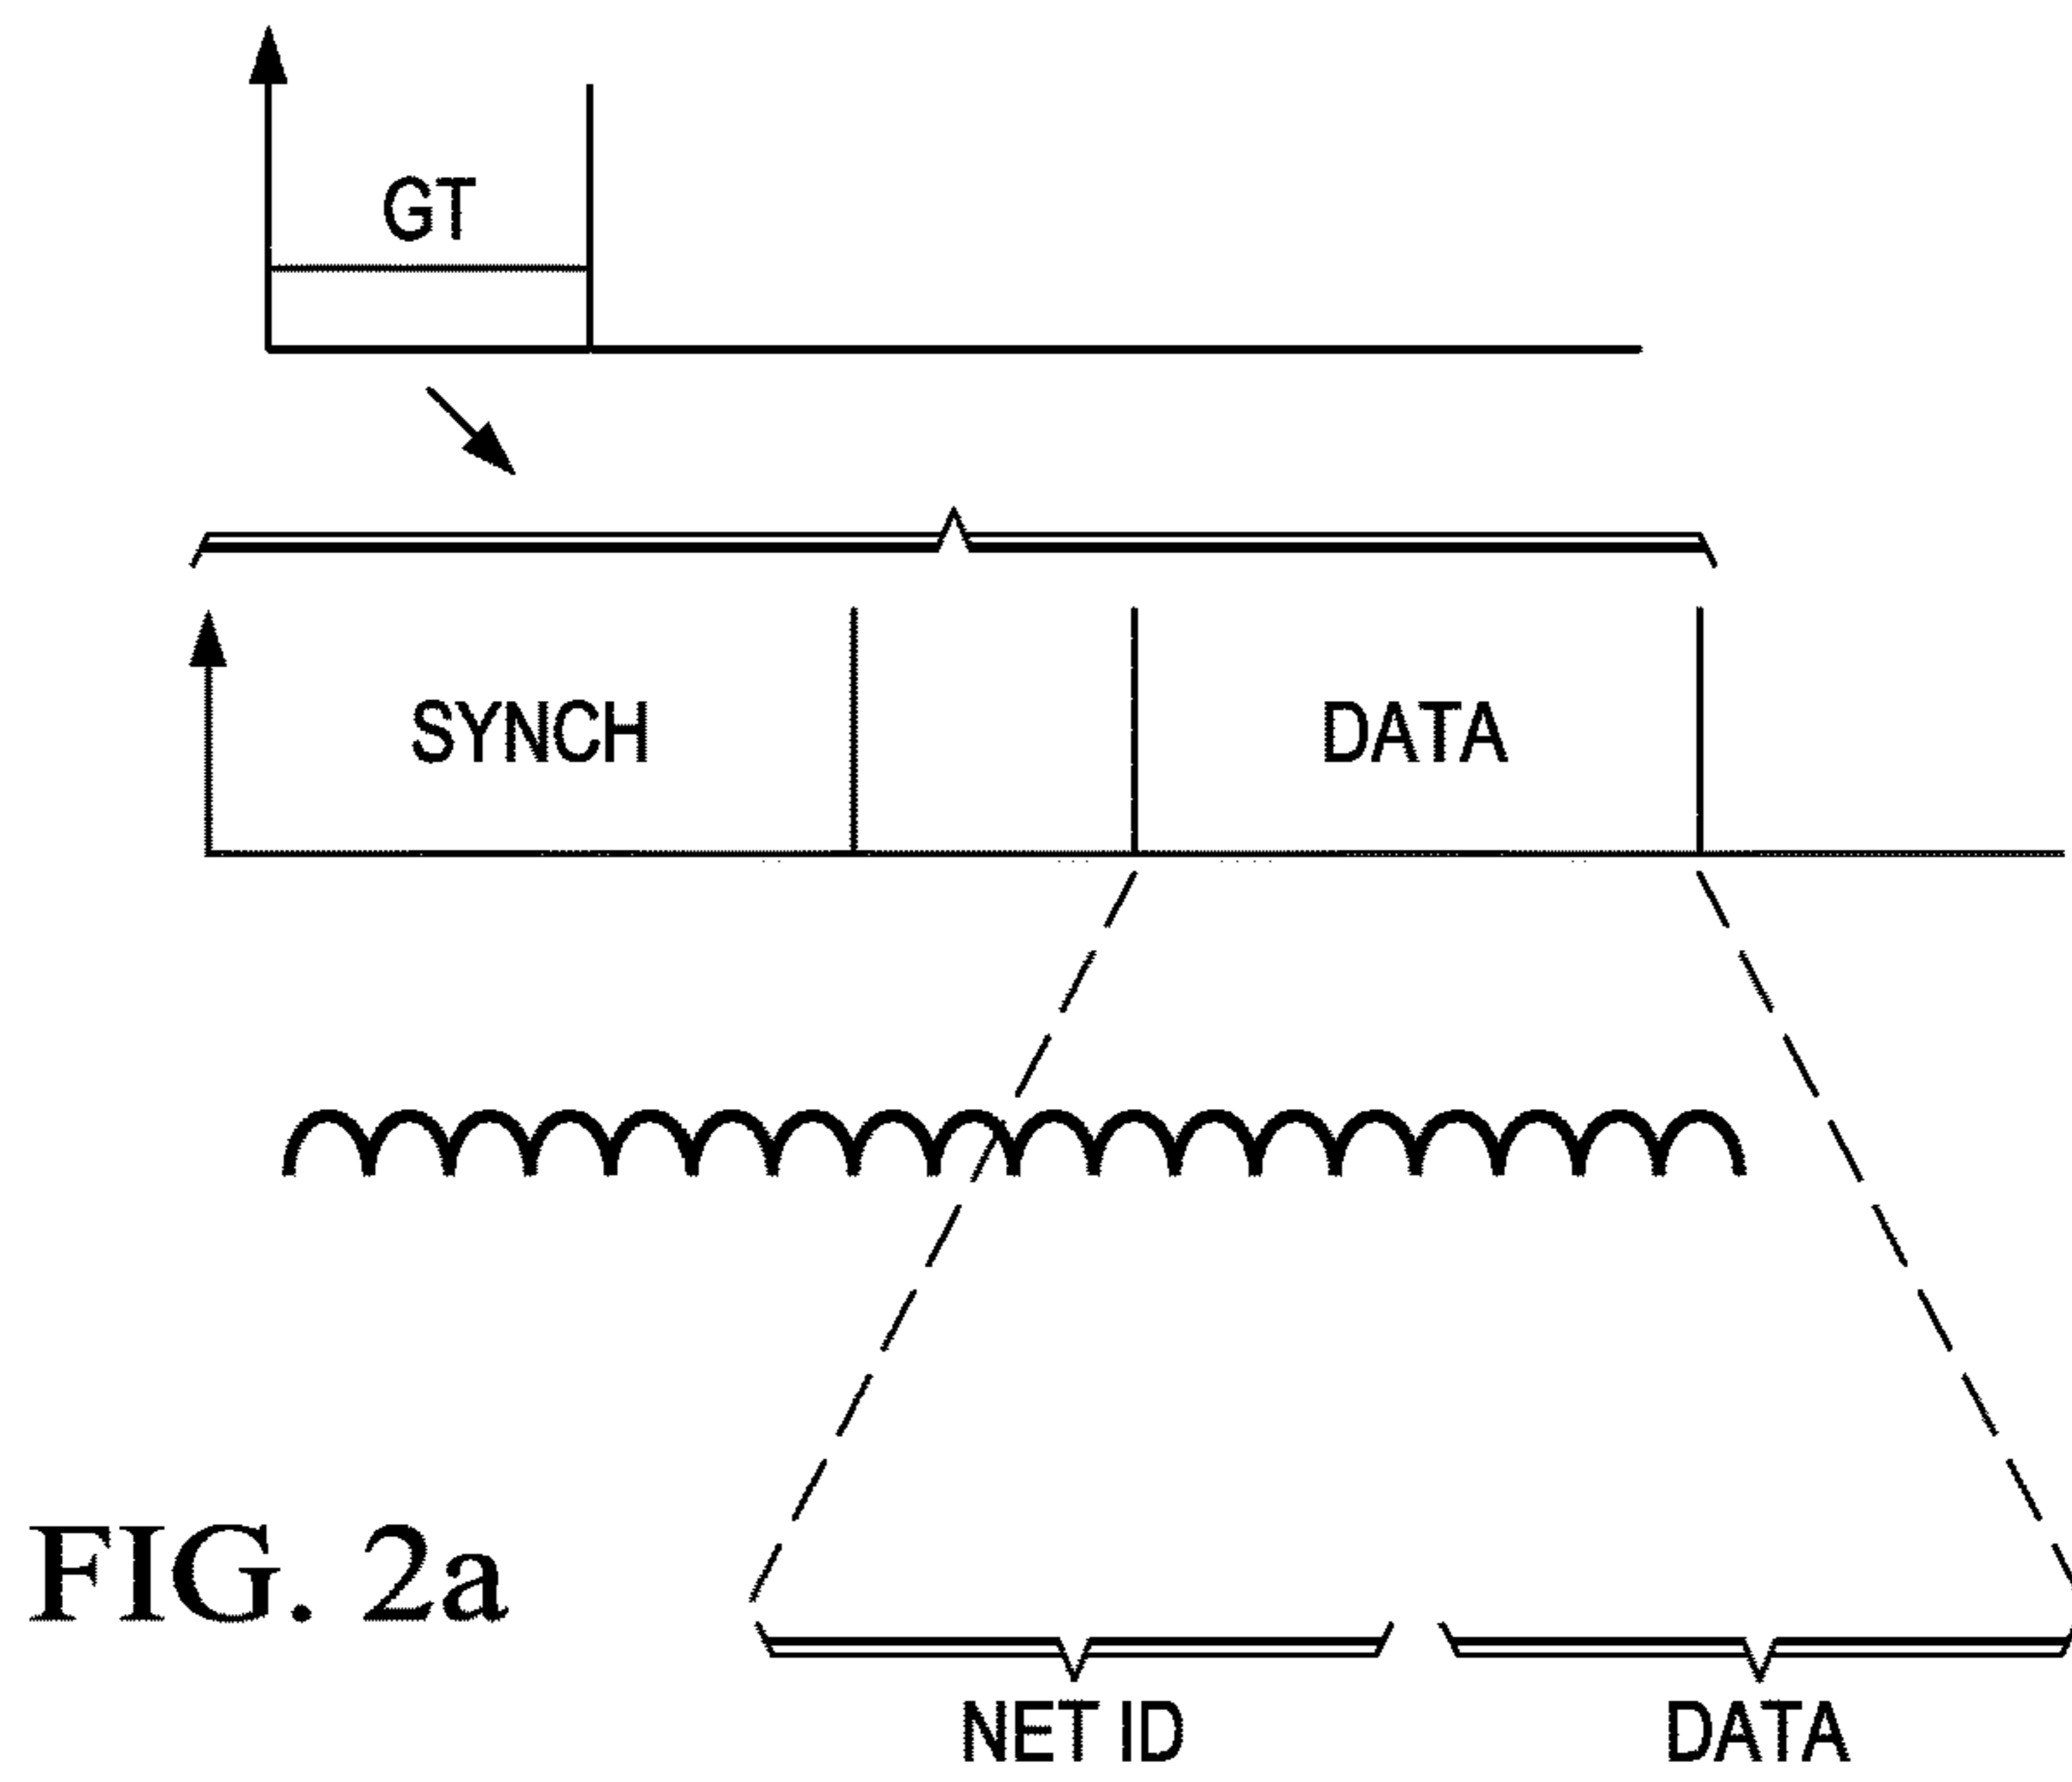 GT
SYNCH
DATA
FIG. 2a
NET ID
DATA